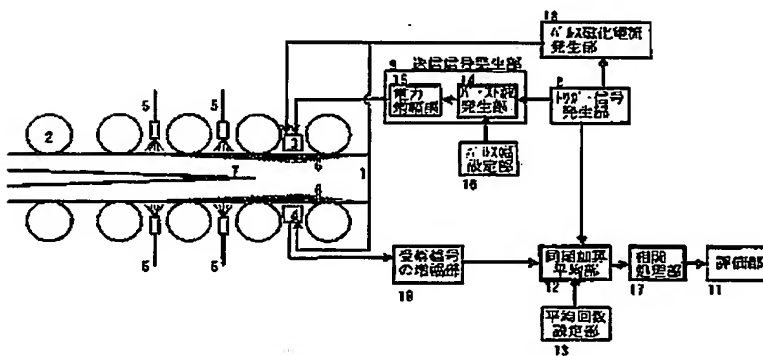 18
パルス磁化電流
発生部
9
送信信号発生部
15
電力
増幅器
14
バースト波
発生部
8
トリガー信号
発生部
パルス幅
設定部
16
5
5
2
3
6
7
1
6
4
5
5
受信信号
の増幅器
19
同期加算
平均部
12
相関
処理部
17
評価部
11
平均回数
設定部
13